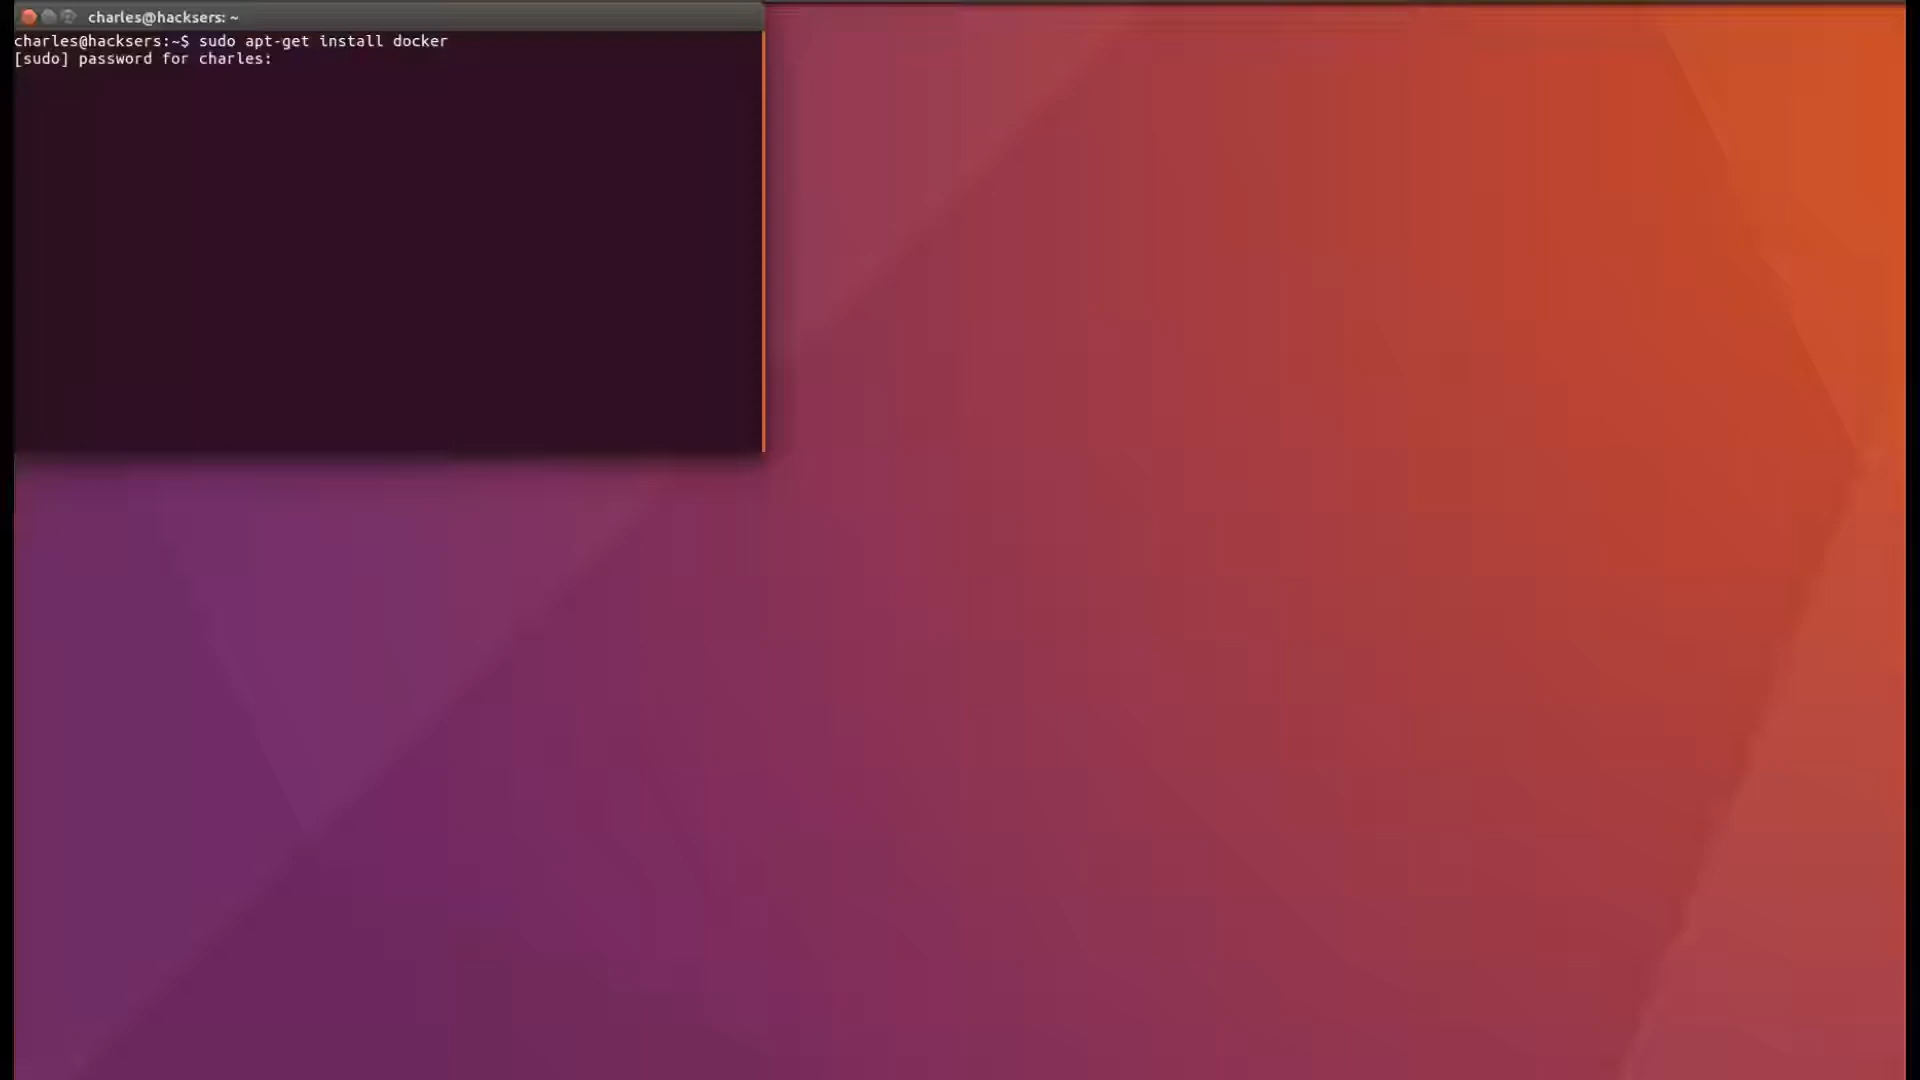 charles@hacksers: ~
charles@hacksers:~$ sudo apt-get install docker
[sudo] password for charles: